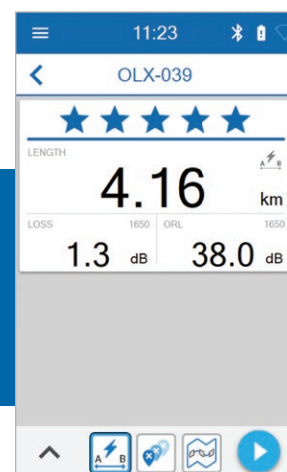 11:23
OLX-039
LENGTH
A B
4.16 km
LOSS 1650 ORL 1650
1.3 dB 38.0 dB
A B